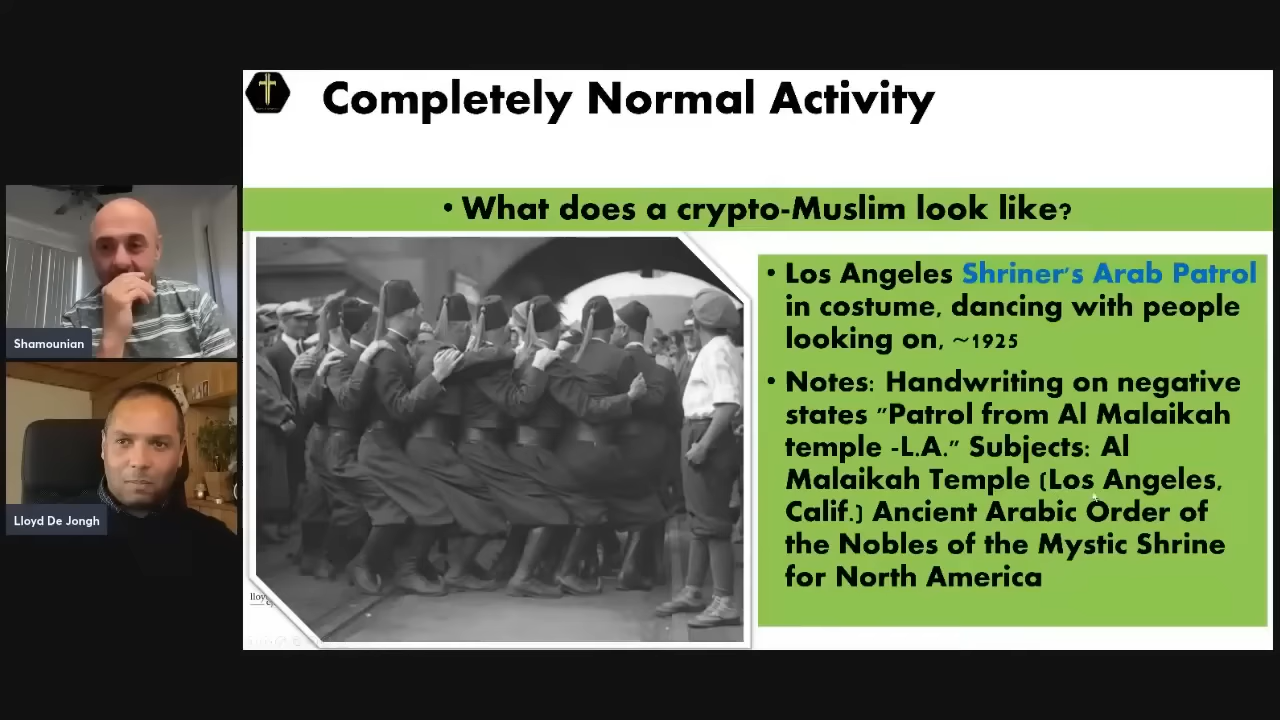 Completely Normal Activity
• What does a crypto-Muslim look like?
Shamounian
Lloyd De Jongh
• Los Angeles Shriner's Arab Patrol
in costume, dancing with people
looking on, ~1925
• Notes: Handwriting on negative
states "Patrol from Al Malaikah
temple -L.A." Subjects: Al
Malaikah Temple (Los Angeles,
Calif.) Ancient Arabic Order of
the Nobles of the Mystic Shrine
for North America